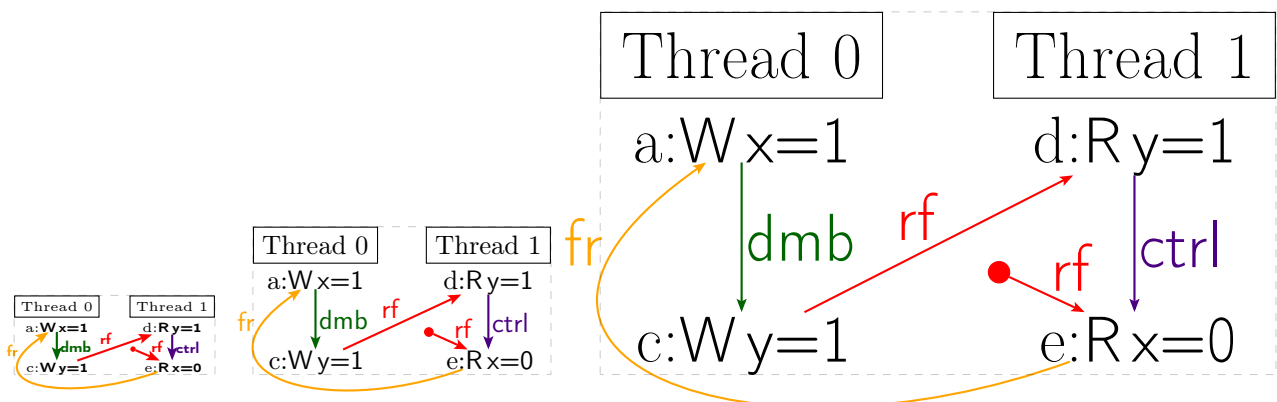 Thread 0 Thread 1
a:W x=1 d:R y=1
fr dmb rf rf ctrl
c:W y=1 e:R x=0
Thread 0 Thread 1
a:W x=1 d:R y=1
fr dmb rf rf ctrl
c:W y=1 e:R x=0
Thread 0 Thread 1
a:W x=1 d:R y=1
fr dmb rf rf ctrl
c:W y=1 e:R x=0